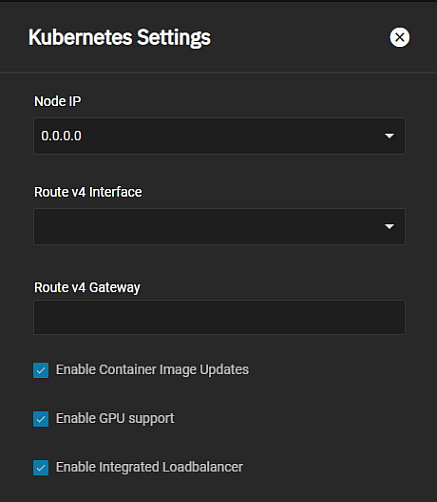 Kubernetes Settings
Node IP
0.0.0.0
Route v4 Interface
Route v4 Gateway
Enable Container Image Updates
Enable GPU support
Enable Integrated Loadbalancer